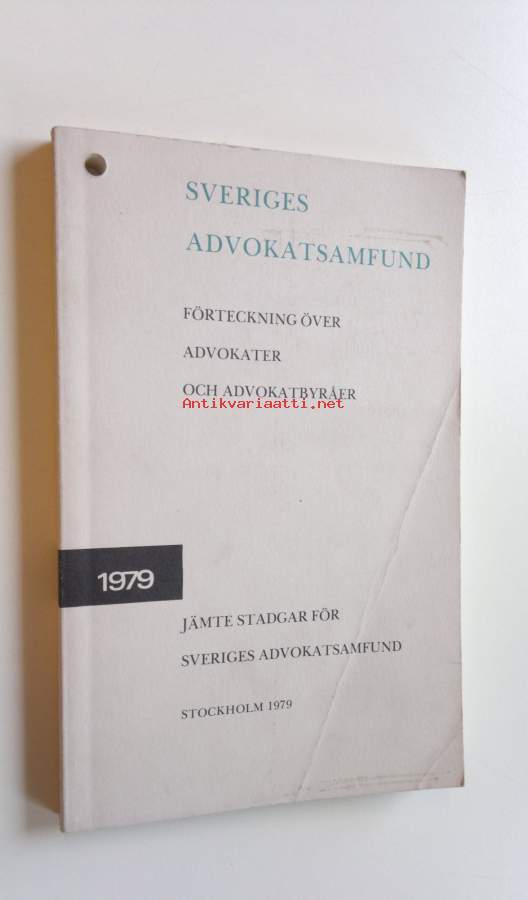 SVERIGES
ADVOKATSAMFUND
FÖRTECKNING ÖVER
ADVOKATER
OCH ADVOKATBYRÅER
Antikvariaatti.net
1979
JÄMTE STADGAR FÖR
SVERIGES ADVOKATSAMFUND
STOCKHOLM 1979